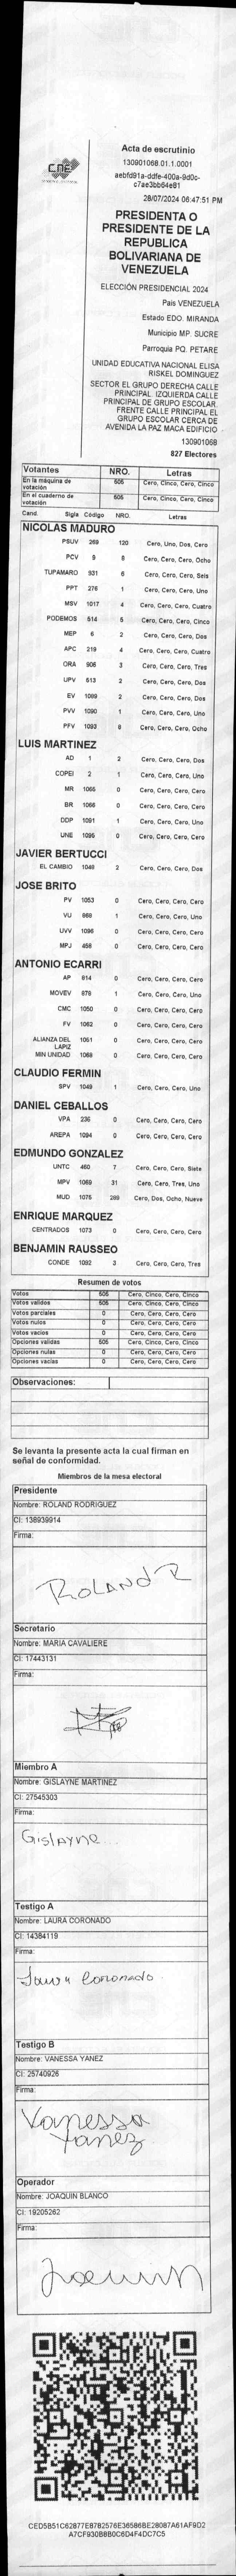 CNE
Acta de escrutinio
130901068.01.1.0001
aebfd91a-ddfe-400a-9d0c-
c7ae3bb64e81
28/07/2024 06:47:51 PM
PRESIDENTA O
PRESIDENTE DE LA
REPUBLICA
BOLIVARIANA DE
VENEZUELA
ELECCIÓN PRESIDENCIAL 2024
Pais VENEZUELA
Estado EDO. MIRANDA
Municipio MP. SUCRE
Parroquia PQ. PETARE
UNIDAD EDUCATIVA NACIONAL ELISA
RISKEL DOMINGUEZ
SECTOR EL GRUPO DERECHA CALLE
PRINCIPAL. IZQUIERDA CALLE
PRINCIPAL DE GRUPO ESCOLAR.
FRENTE CALLE PRINCIPAL EL
GRUPO ESCOLAR CERCA DE
AVENIDA LA PAZ MACA EDIFICIO
130901068
827 Electores
Votantes NRO. Letras
En la máquina de votación 505 Cero, Cinco, Cero, Cinco
En el cuaderno de votación 505 Cero, Cinco, Cero, Cinco
Cand. Sigla Código NRO. Letras
NICOLAS MADURO
PSUV 269 120 Cero, Uno, Dos, Cero
PCV 9 8 Cero, Cero, Cero, Ocho
TUPAMARO 931 6 Cero, Cero, Cero, Seis
PPT 276 1 Cero, Cero, Cero, Uno
MSV 1017 4 Cero, Cero, Cero, Cuatro
PODEMOS 514 5 Cero, Cero, Cero, Cinco
MEP 6 2 Cero, Cero, Cero, Dos
APC 219 4 Cero, Cero, Cero, Cuatro
ORA 906 3 Cero, Cero, Cero, Tres
UPV 513 2 Cero, Cero, Cero, Dos
EV 1089 2 Cero, Cero, Cero, Dos
PVV 1090 1 Cero, Cero, Cero, Uno
PFV 1093 8 Cero, Cero, Cero, Ocho
LUIS MARTINEZ
AD 1 2 Cero, Cero, Cero, Dos
COPEI 2 1 Cero, Cero, Cero, Uno
MR 1065 0 Cero, Cero, Cero, Cero
BR 1066 0 Cero, Cero, Cero, Cero
DDP 1091 1 Cero, Cero, Cero, Uno
UNE 1095 0 Cero, Cero, Cero, Cero
JAVIER BERTUCCI
EL CAMBIO 1048 2 Cero, Cero, Cero, Dos
JOSE BRITO
PV 1053 0 Cero, Cero, Cero, Cero
VU 868 1 Cero, Cero, Cero, Uno
UVV 1096 0 Cero, Cero, Cero, Cero
MPJ 458 0 Cero, Cero, Cero, Cero
ANTONIO ECARRI
AP 814 0 Cero, Cero, Cero, Cero
MOVEV 879 1 Cero, Cero, Cero, Uno
CMC 1050 0 Cero, Cero, Cero, Cero
FV 1062 0 Cero, Cero, Cero, Cero
ALIANZA DEL LAPIZ 1051 0 Cero, Cero, Cero, Cero
MIN UNIDAD 1068 0 Cero, Cero, Cero, Cero
CLAUDIO FERMIN
SPV 1049 1 Cero, Cero, Cero, Uno
DANIEL CEBALLOS
VPA 236 0 Cero, Cero, Cero, Cero
AREPA 1094 0 Cero, Cero, Cero, Cero
EDMUNDO GONZALEZ
UNTC 460 7 Cero, Cero, Cero, Siete
MPV 1069 31 Cero, Cero, Tres, Uno
MUD 1075 289 Cero, Dos, Ocho, Nueve
ENRIQUE MARQUEZ
CENTRADOS 1073 0 Cero, Cero, Cero, Cero
BENJAMIN RAUSSEO
CONDE 1092 3 Cero, Cero, Cero, Tres
Resumen de votos
Votos 505 Cero, Cinco, Cero, Cinco
Votos validos 505 Cero, Cinco, Cero, Cinco
Votos parciales 0 Cero, Cero, Cero, Cero
Votos nulos 0 Cero, Cero, Cero, Cero
Votos vacios 0 Cero, Cero, Cero, Cero
Opciones validas 505 Cero, Cinco, Cero, Cinco
Opciones nulas 0 Cero, Cero, Cero, Cero
Opciones vacias 0 Cero, Cero, Cero, Cero
Observaciones:
Se levanta la presente acta la cual firman en
señal de conformidad.
Miembros de la mesa electoral
Presidente
Nombre: ROLAND RODRIGUEZ
CI: 138939914
Firma:
ROLAND R
Secretario
Nombre: MARIA CAVALIERE
CI: 17443131
Firma:
Miembro A
Nombre: GISLAYNE MARTINEZ
CI: 27545303
Firma:
Gislayne
Testigo A
Nombre: LAURA CORONADO
CI: 14384119
Firma:
Laura Coronado
Testigo B
Nombre: VANESSA YANEZ
CI: 25740926
Firma:
Vanessa
Yanez
Operador
Nombre: JOAQUIN BLANCO
CI: 19205262
Firma:
CED5B51C62877E8782576E36586BE28087A61AF9D2
A7CF930B8B0C6D4F4DC7C5